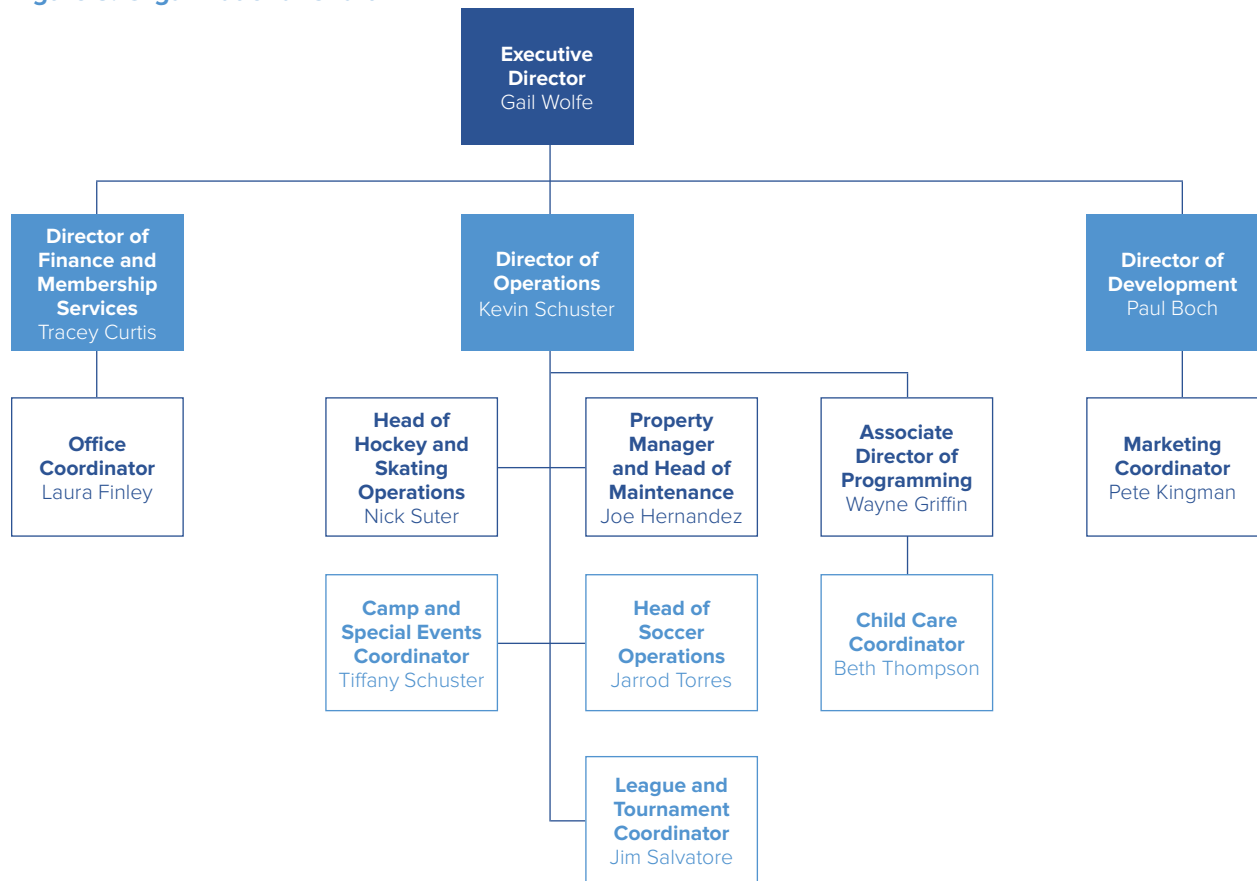 Executive
Director
Gail Wolfe
Director of
Finance and
Membership
Services
Tracey Curtis
Director of
Operations
Kevin Schuster
Director of
Development
Paul Boch
Office
Coordinator
Laura Finley
Head of
Hockey and
Skating
Operations
Nick Suter
Property
Manager
and Head of
Maintenance
Joe Hernandez
Associate
Director of
Programming
Wayne Griffin
Marketing
Coordinator
Pete Kingman
Camp and
Special Events
Coordinator
Tiffany Schuster
Head of
Soccer
Operations
Jarrod Torres
Child Care
Coordinator
Beth Thompson
League and
Tournament
Coordinator
Jim Salvatore